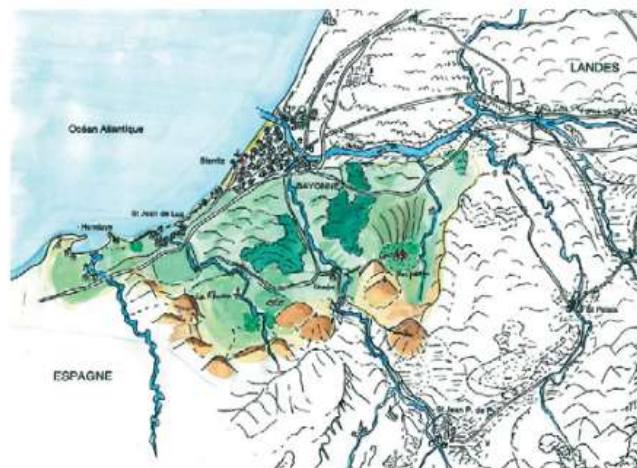 LANDES
Océan Atlantique
Biarritz
BAYONNE
St Jean de Luz
Hendaye
St Palais
ESPAGNE
St Jean P. de P.